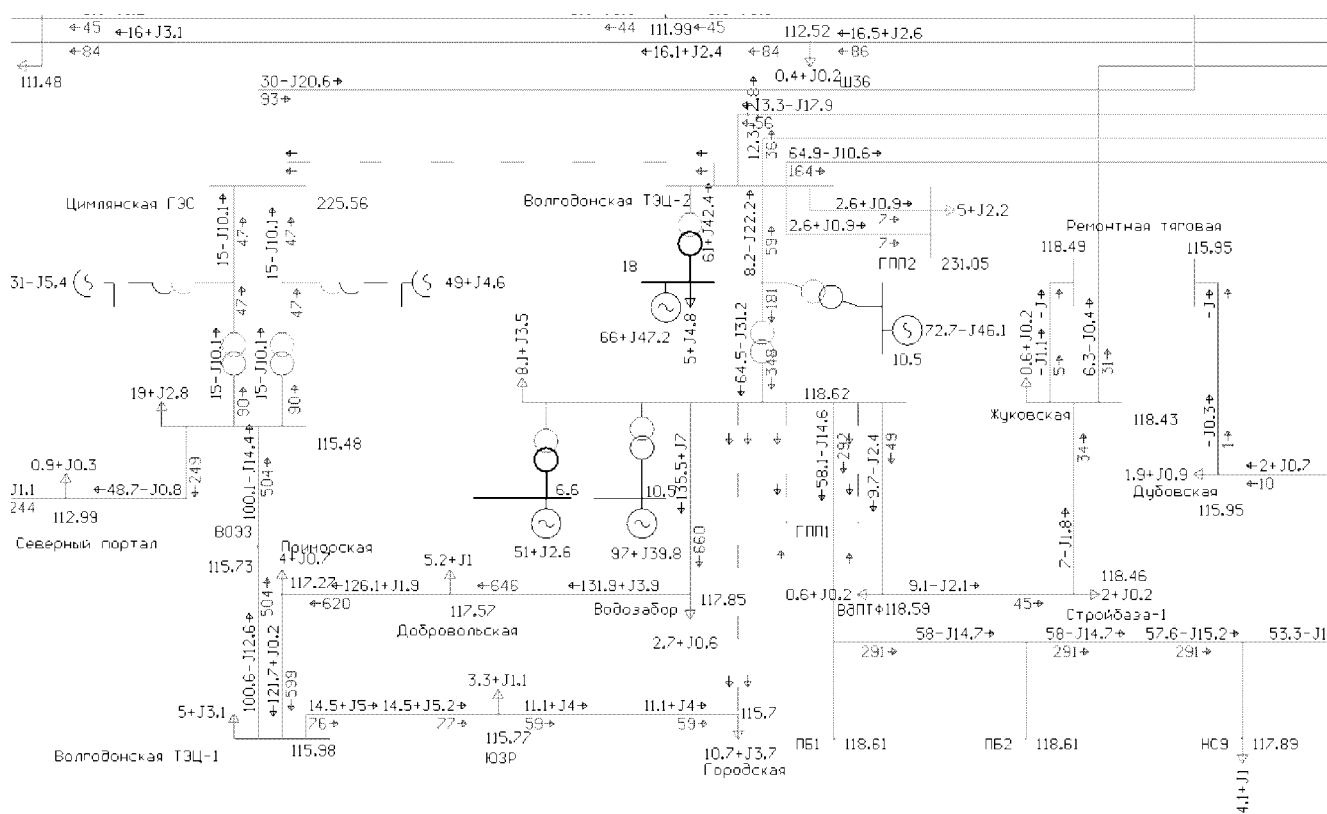 ←45
←16+J3.1
←84
111.48
←44
111.99
←45
←16.1+J2.4
←84
112.52
←16.5+J2.6
←86
0.4+J0.2
Ш36
30-J20.6→
93→
13.3-J17.9
←56
36→
64.9-J10.6→
164→
Цимлянская ГЭС
225.56
15-J10.1→
47→
15-J10.1→
47→
31-J5.4
49+J4.6
47→
47→
15-J10.1→
15-J10.1→
90→
90→
19+J2.8
115.48
Волгодонская ТЭЦ-2
61+J42.4→
8.2-J22.2→
59→
2.6+J0.9→
7→
5+J2.2
2.6+J0.9→
7→
ГПП2
231.05
18
66+J47.2
5+J4.8
←64.5-J31.2
←181
←348
72.7-J46.1
10.5
8.1+J3.5
118.62
Ремонтная тяговая
118.49
115.95
0.6+J0.2
-J1.1→
-J→
5→
6.3-J0.4→
31→
-J→
Жуковская
118.43
-J0.3→
1→
34→
1.9+J0.9
←2+J0.7
←10
Дубовская
115.95
0.9+J0.3
J1.1
244
←48.7-J0.8
112.99
←249
Северный портал
100.1-J14.4→
504→
ВОЭЗ
115.73
6.6
51+J2.6
10.5
97+J39.8
←135.5+J7
←660
ГПП1
←58.1-J14.6
292
←9.7-J2.4
←49
Приморская
4+J0.7
117.27
←126.1+J1.9
←620
5.2+J1
←646
117.57
Добровольская
←131.9+J3.9
Водозабор
117.85
2.7+J0.6
0.6+J0.2
ВдПТФ
118.59
9.1-J2.1→
45→
7-J1.8→
118.46
2+J0.2
Стройбаза-1
504→
100.6-J12.6→
←121.7+J0.2
←599
58-J14.7→
291→
58-J14.7→
291→
57.6-J15.2→
291→
53.3-J1
5+J3.1
14.5+J5→
76→
14.5+J5.2→
77→
3.3+J1.1
11.1+J4→
59→
11.1+J4→
59→
115.7
Волгодонская ТЭЦ-1
115.98
115.77
ЮЗР
10.7+J3.7
Городская
ПБ1
118.61
ПБ2
118.61
НС9
117.89
4.1+J1